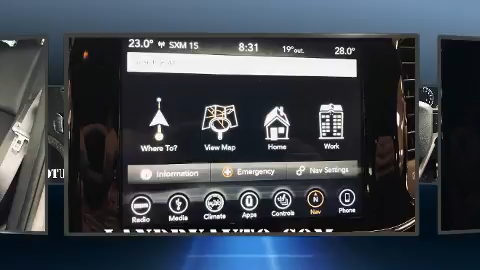 23.0° SXM 15 8:31 19°out. 28.0°
Where To? View Map Home Work
Information Emergency Nav Settings
Radio Media Climate Apps Controls Nav Phone